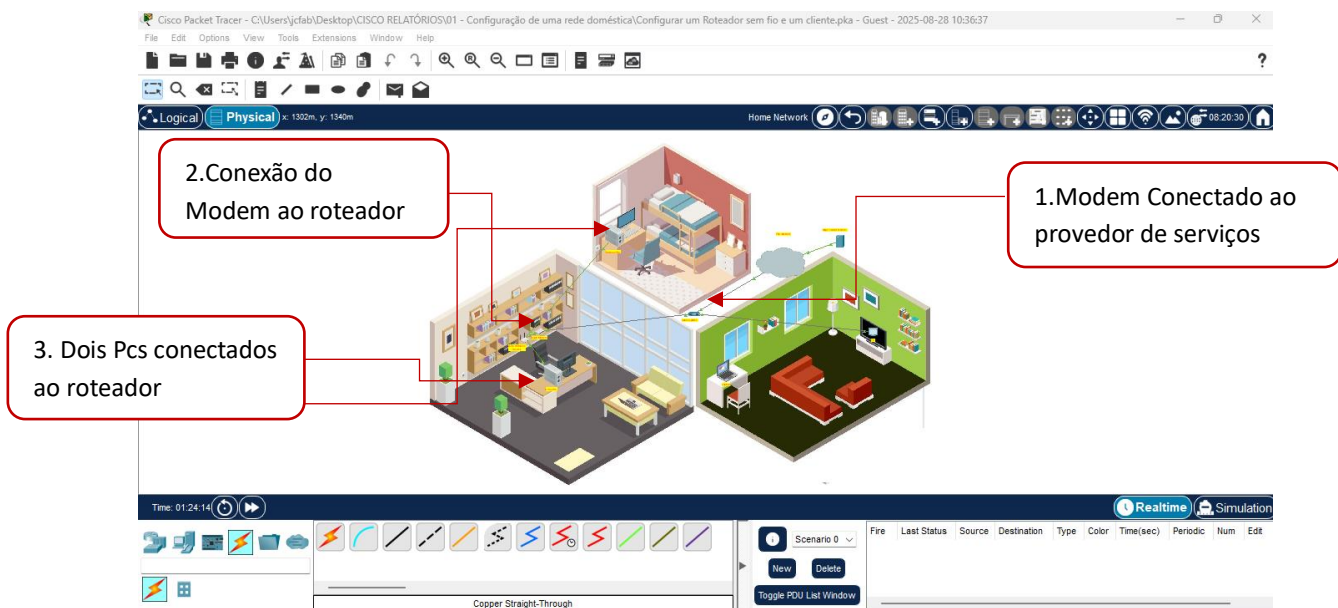 Cisco Packet Tracer - C:\Users\jcfab\Desktop\CISCO RELATÓRIOS\01 - Configuração de uma rede doméstica\Configurar um Roteador sem fio e um cliente.pka - Guest - 2025-08-28 10:36:37
File Edit Options View Tools Extensions Window Help
Logical Physical x: 1302m, y: 1340m Home Network 08:20:30
2.Conexão do
Modem ao roteador
1.Modem Conectado ao
provedor de serviços
3. Dois Pcs conectados
ao roteador
Time: 01:24:14 Realtime Simulation
Scenario 0 Fire Last Status Source Destination Type Color Time(sec) Periodic Num Edit
New Delete
Toggle PDU List Window
Copper Straight-Through